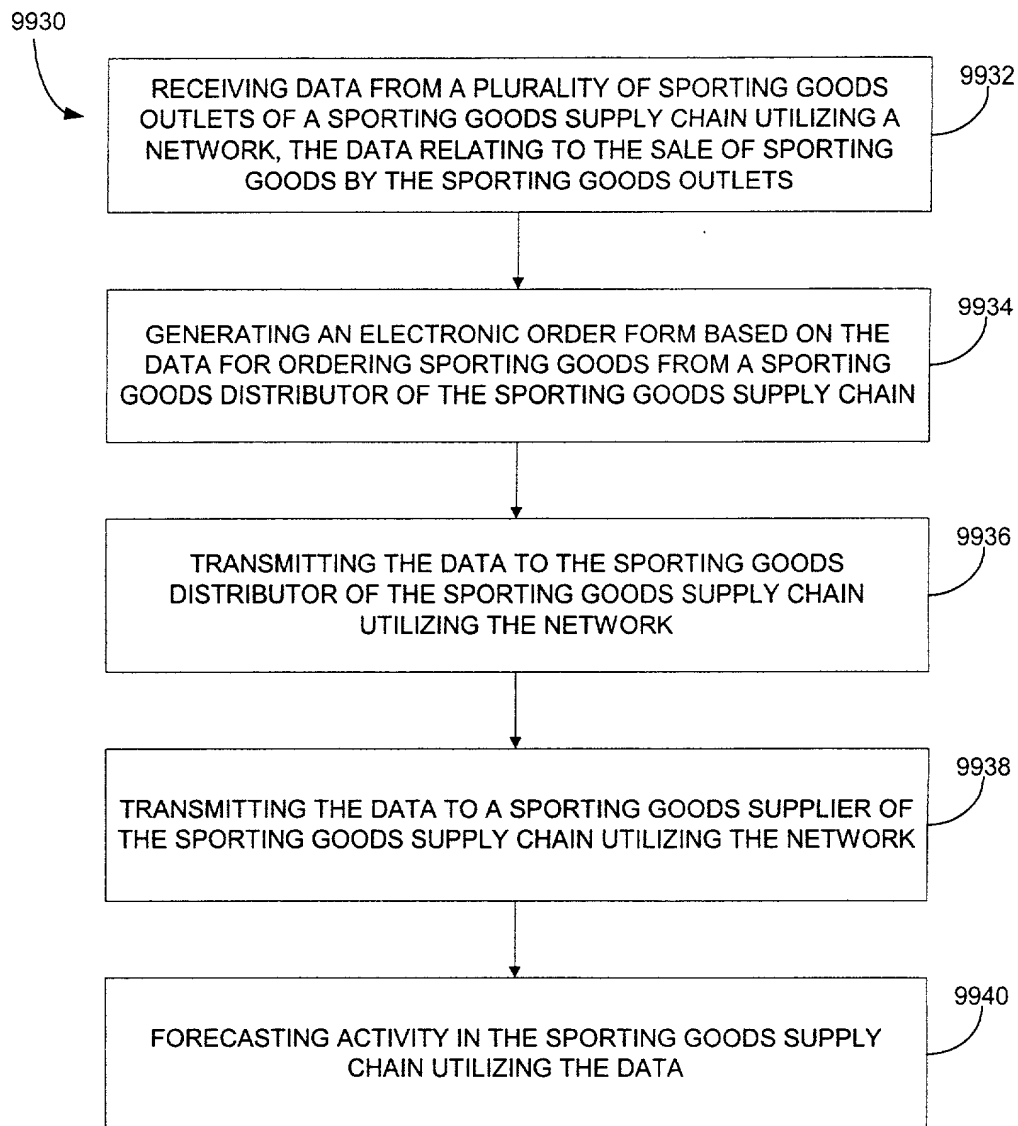 9930
9932
RECEIVING DATA FROM A PLURALITY OF SPORTING GOODS
OUTLETS OF A SPORTING GOODS SUPPLY CHAIN UTILIZING A
NETWORK, THE DATA RELATING TO THE SALE OF SPORTING
GOODS BY THE SPORTING GOODS OUTLETS
9934
GENERATING AN ELECTRONIC ORDER FORM BASED ON THE
DATA FOR ORDERING SPORTING GOODS FROM A SPORTING
GOODS DISTRIBUTOR OF THE SPORTING GOODS SUPPLY CHAIN
9936
TRANSMITTING THE DATA TO THE SPORTING GOODS
DISTRIBUTOR OF THE SPORTING GOODS SUPPLY CHAIN
UTILIZING THE NETWORK
9938
TRANSMITTING THE DATA TO A SPORTING GOODS SUPPLIER OF
THE SPORTING GOODS SUPPLY CHAIN UTILIZING THE NETWORK
9940
FORECASTING ACTIVITY IN THE SPORTING GOODS SUPPLY
CHAIN UTILIZING THE DATA